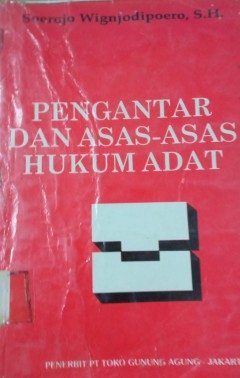 Soerojo Wignjodipoero, S.H.
PENGANTAR
DAN ASAS-ASAS
HUKUM ADAT
PENERBIT PT TOKO GUNUNG AGUNG - JAKART